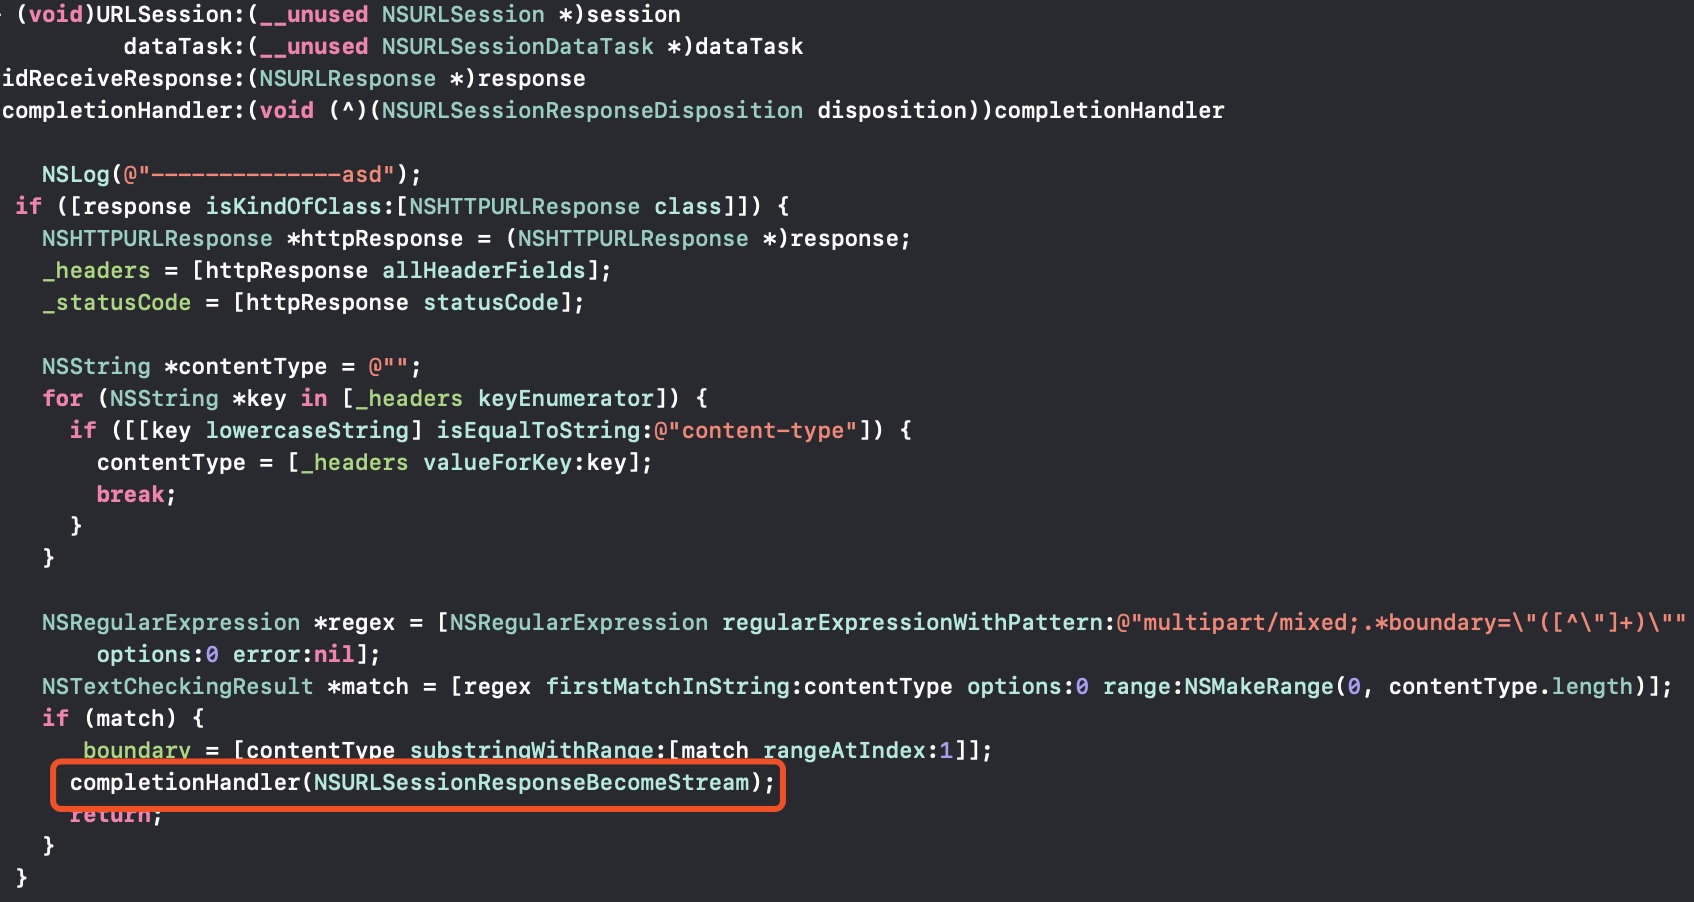 - (void)URLSession:(__unused NSURLSession *)session
dataTask:(__unused NSURLSessionDataTask *)dataTask
idReceiveResponse:(NSURLResponse *)response
completionHandler:(void (^)(NSURLSessionResponseDisposition disposition))completionHandler
NSLog(@"--------------asd");
if ([response isKindOfClass:[NSHTTPURLResponse class]]) {
NSHTTPURLResponse *httpResponse = (NSHTTPURLResponse *)response;
_headers = [httpResponse allHeaderFields];
_statusCode = [httpResponse statusCode];
NSString *contentType = @"";
for (NSString *key in [_headers keyEnumerator]) {
if ([[key lowercaseString] isEqualToString:@"content-type"]) {
contentType = [_headers valueForKey:key];
break;
}
}
NSRegularExpression *regex = [NSRegularExpression regularExpressionWithPattern:@"multipart/mixed;.*boundary=\"([^\"]+)\""
options:0 error:nil];
NSTextCheckingResult *match = [regex firstMatchInString:contentType options:0 range:NSMakeRange(0, contentType.length)];
if (match) {
_boundary = [contentType substringWithRange:[match rangeAtIndex:1]];
completionHandler(NSURLSessionResponseBecomeStream);
return;
}
}